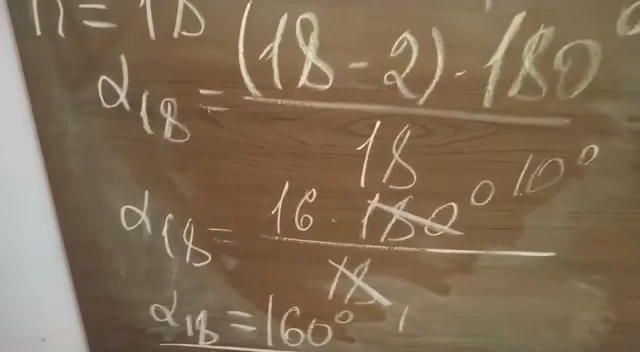 n = 18
α₁₈ = (18 - 2) · 180°
18
α₁₈ = 16 · 180° 10°
18 1
α₁₈ = 160°